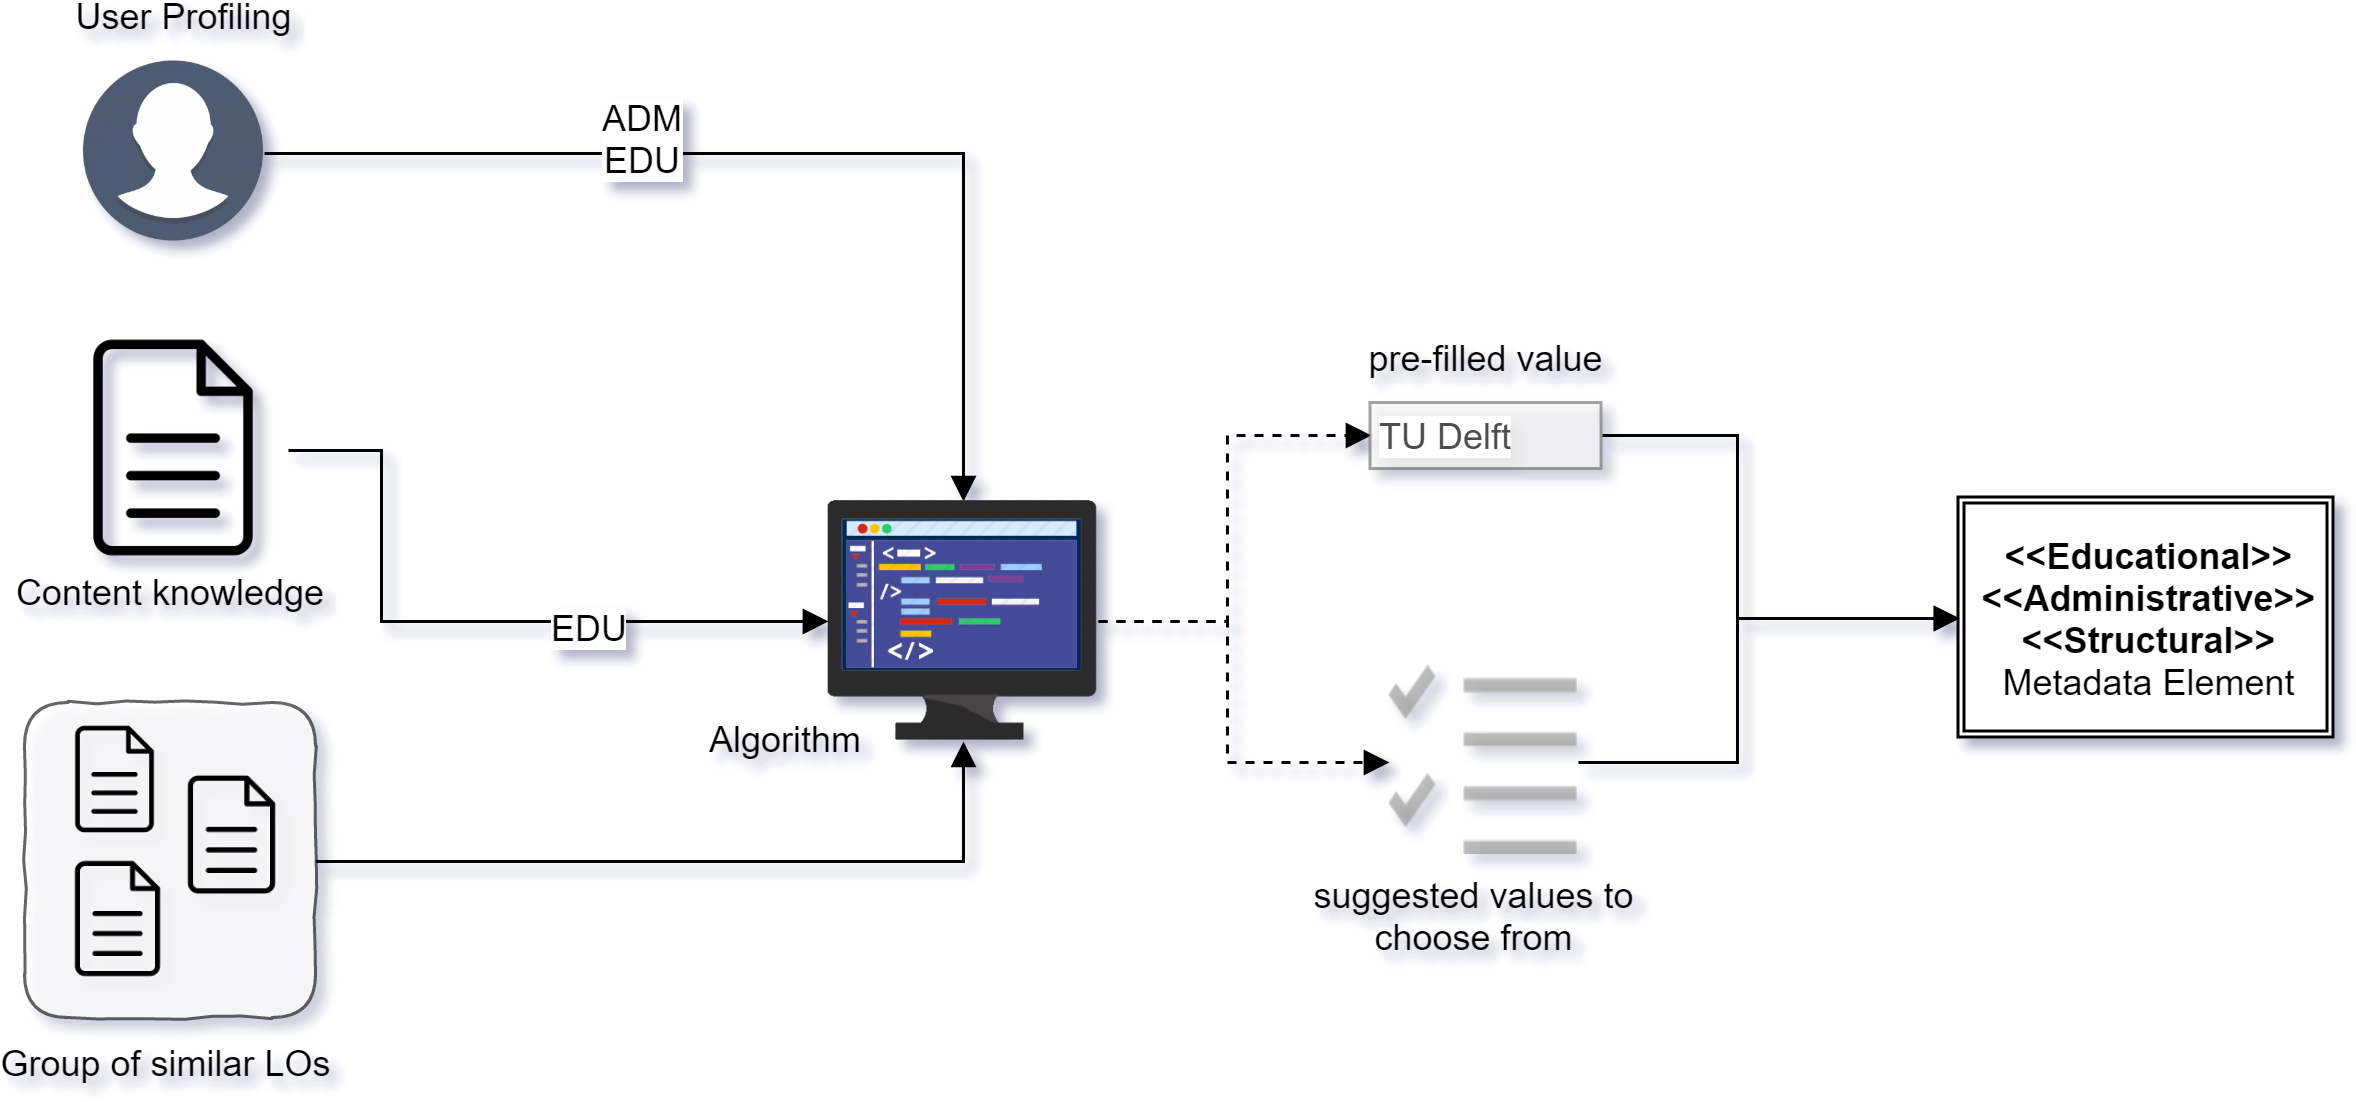 User Profiling
ADM
EDU
Content knowledge
EDU
Group of similar LOs
< >
/>
</>
Algorithm
pre-filled value
TU Delft
suggested values to
choose from
<<Educational>>
<<Administrative>>
<<Structural>>
Metadata Element